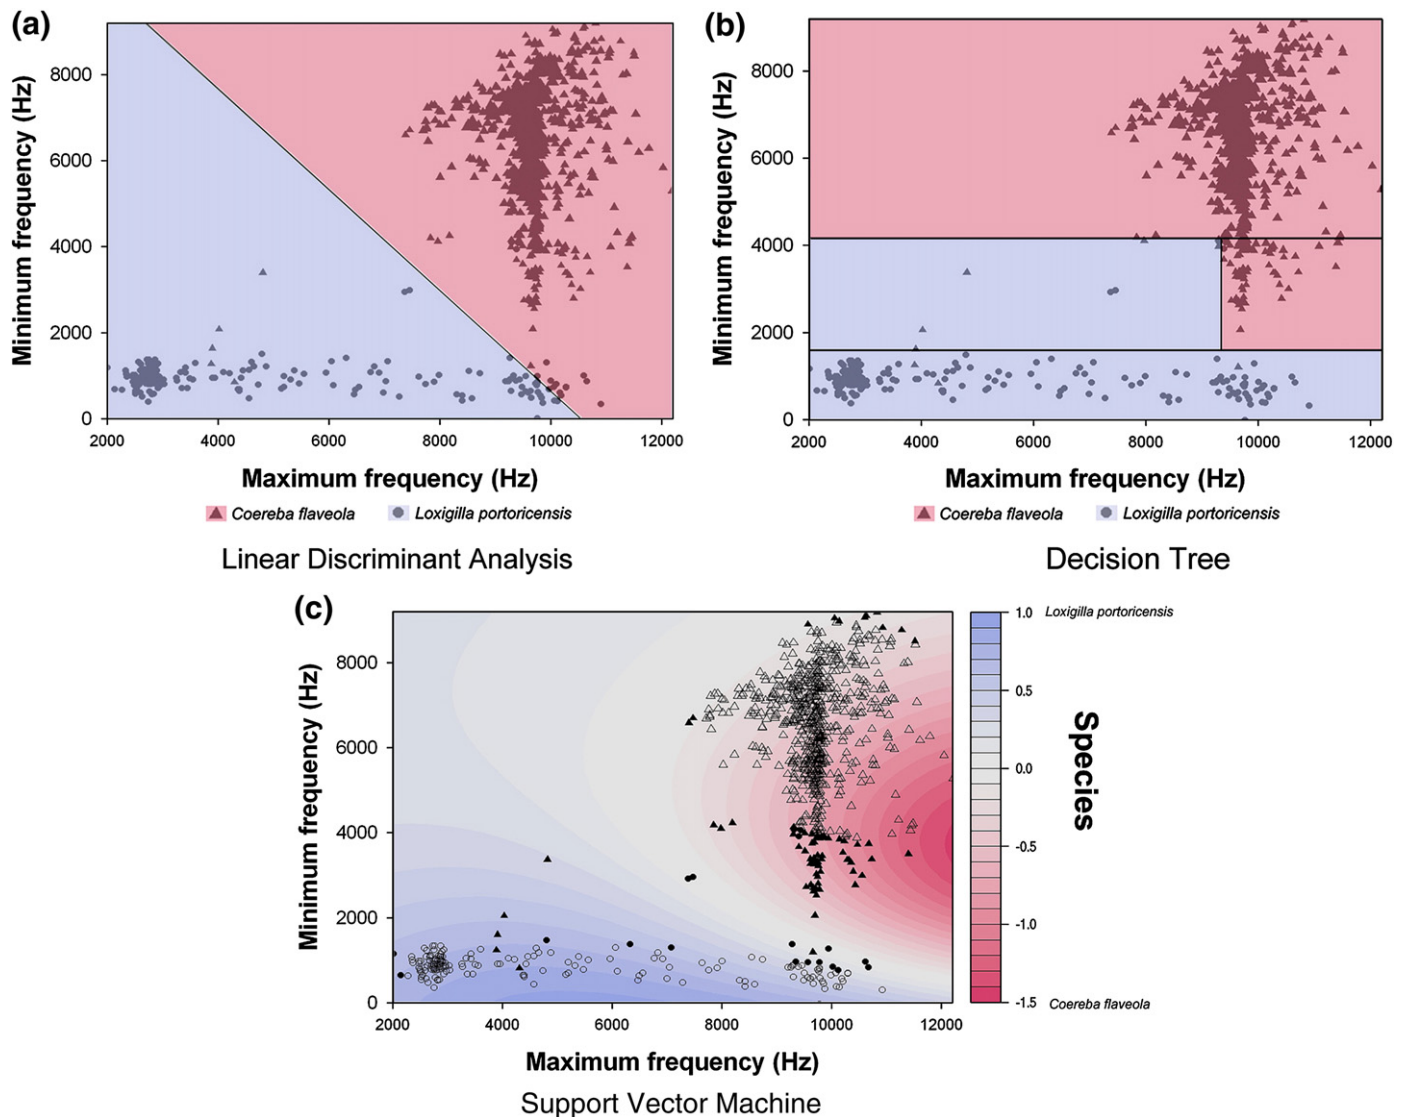 (a)
Minimum frequency (Hz)
8000
6000
4000
2000
0
2000 4000 6000 8000 10000 12000
Maximum frequency (Hz)
Coereba flaveola Loxigilla portoricensis
Linear Discriminant Analysis
(b)
Minimum frequency (Hz)
8000
6000
4000
2000
0
2000 4000 6000 8000 10000 12000
Maximum frequency (Hz)
Coereba flaveola Loxigilla portoricensis
Decision Tree
(c)
Minimum frequency (Hz)
8000
6000
4000
2000
0
2000 4000 6000 8000 10000 12000
Maximum frequency (Hz)
1.0 Loxigilla portoricensis
0.5
0.0
-0.5
-1.0
-1.5 Coereba flaveola
Species
Support Vector Machine